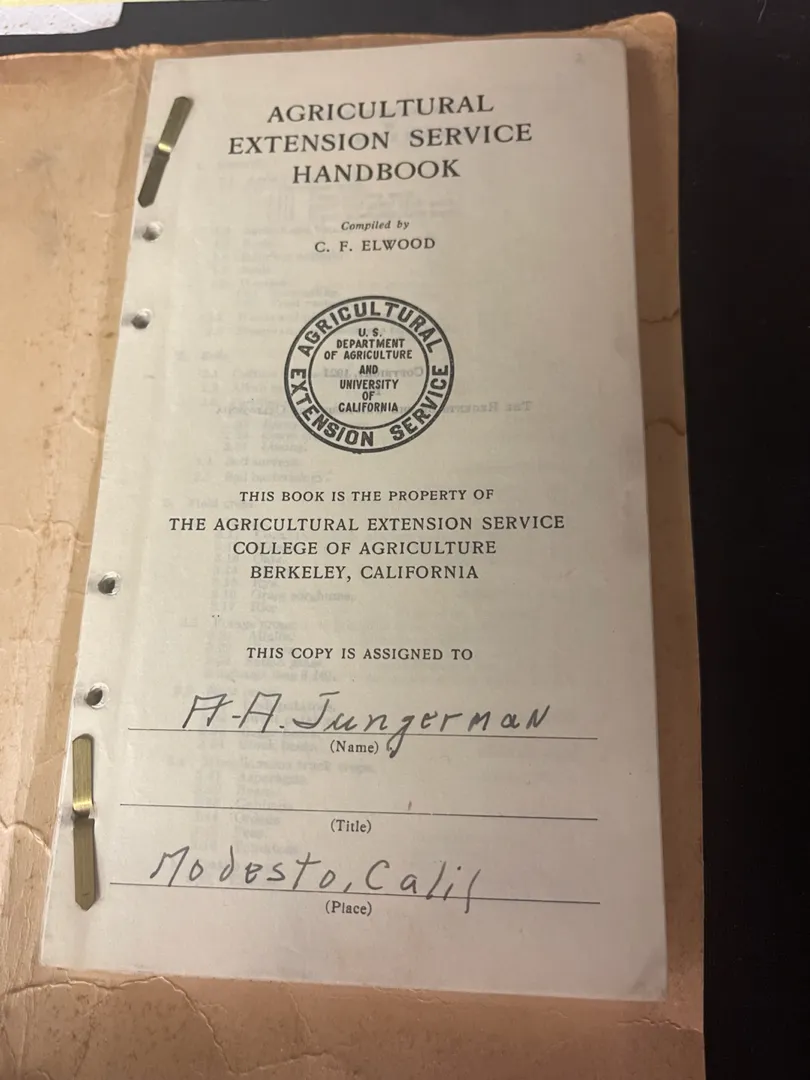 AGRICULTURAL
EXTENSION SERVICE
HANDBOOK
Compiled by
C. F. ELWOOD
AGRICULTURAL
EXTENSION SERVICE
U. S.
DEPARTMENT
OF AGRICULTURE
AND
UNIVERSITY
OF
CALIFORNIA
THIS BOOK IS THE PROPERTY OF
THE AGRICULTURAL EXTENSION SERVICE
COLLEGE OF AGRICULTURE
BERKELEY, CALIFORNIA
THIS COPY IS ASSIGNED TO
A.A. Jungerman
(Name)
(Title)
Modesto, Calif
(Place)